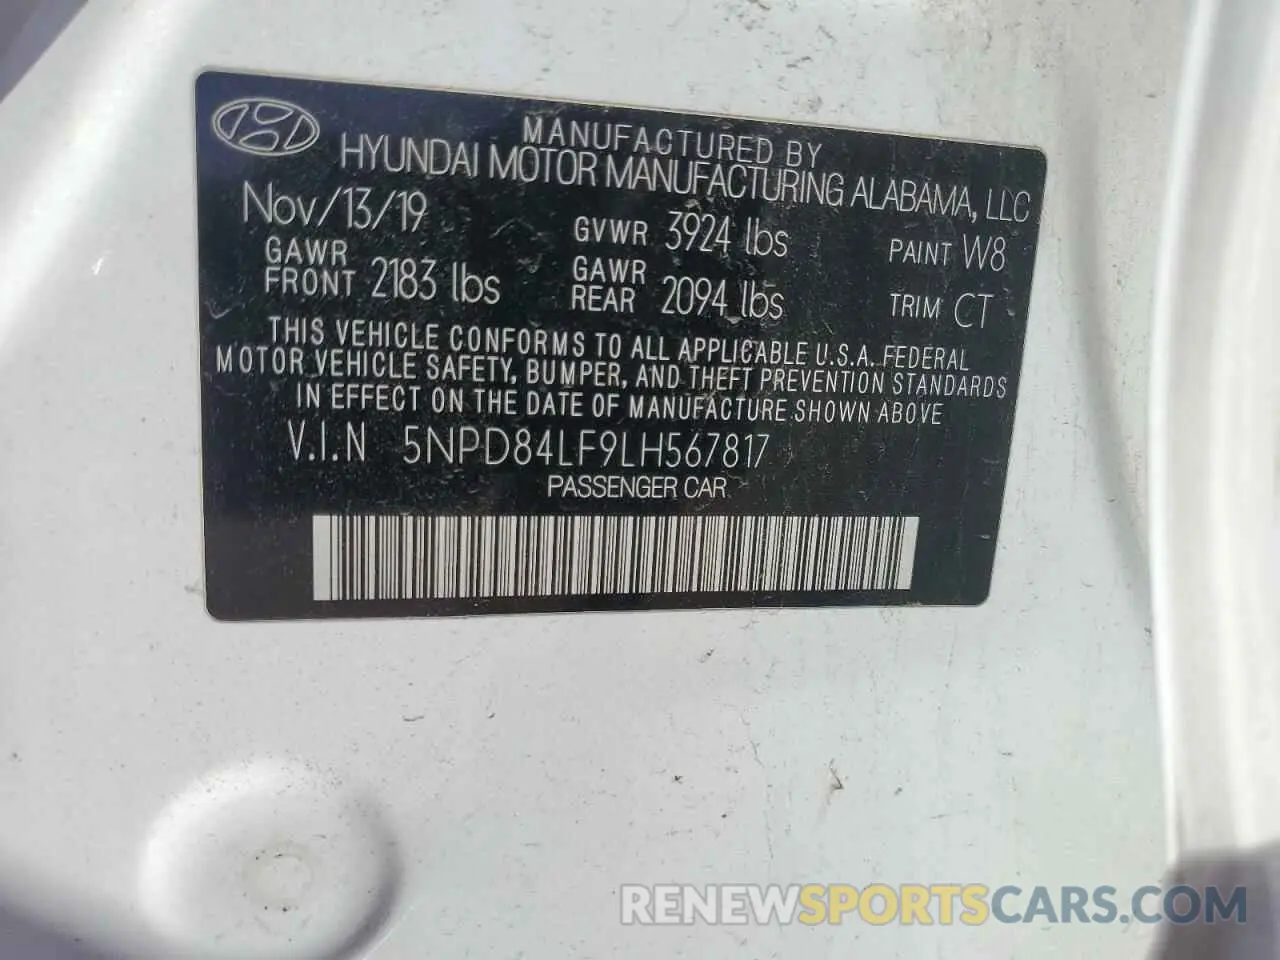 MANUFACTURED BY
HYUNDAI MOTOR MANUFACTURING ALABAMA, LLC
Nov/13/19 GVWR 3924 lbs PAINT W8
GAWR FRONT 2183 lbs GAWR REAR 2094 lbs TRIM CT
THIS VEHICLE CONFORMS TO ALL APPLICABLE U.S.A. FEDERAL
MOTOR VEHICLE SAFETY, BUMPER, AND THEFT PREVENTION STANDARDS
IN EFFECT ON THE DATE OF MANUFACTURE SHOWN ABOVE
V.I.N 5NPD84LF9LH567817
PASSENGER CAR
RENEWSPORTSCARS.COM